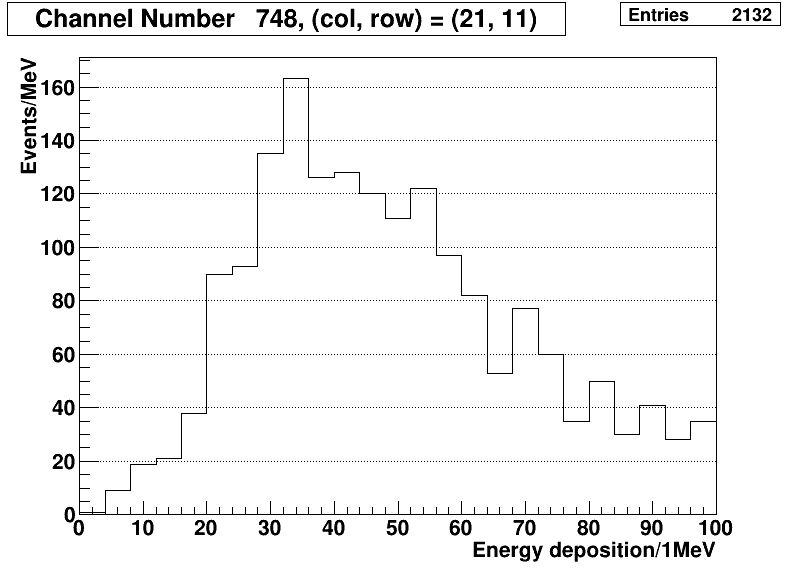 Channel Number 748, (col, row) = (21, 11)
Entries 2132
Events/MeV
160
140
120
100
80
60
40
20
0
0 10 20 30 40 50 60 70 80 90 100
Energy deposition/1MeV